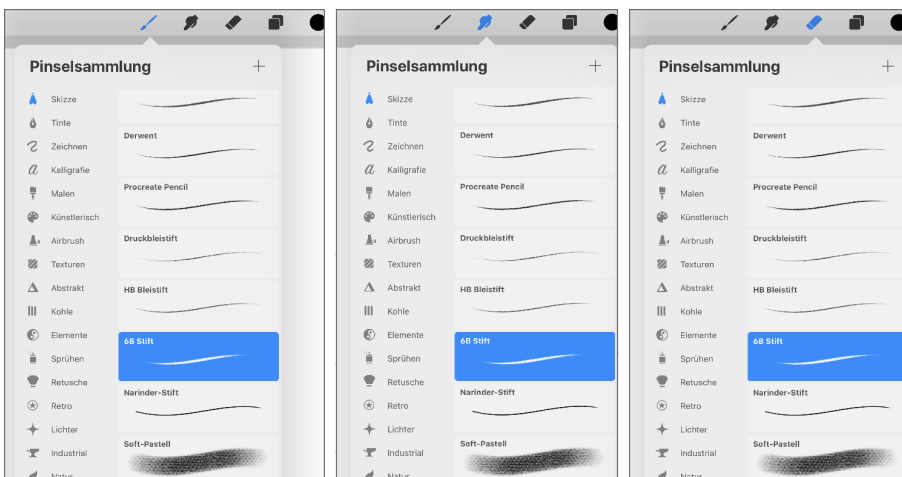 Pinselsammlung
Skizze
Tinte
Zeichnen
Kalligrafie
Malen
Künstlerisch
Airbrush
Texturen
Abstrakt
Kohle
Elemente
Sprühen
Retusche
Retro
Lichter
Industrial
Natur
Derwent
Procreate Pencil
Druckbleistift
HB Bleistift
6B Stift
Narinder-Stift
Soft-Pastell
Pinselsammlung
Skizze
Tinte
Zeichnen
Kalligrafie
Malen
Künstlerisch
Airbrush
Texturen
Abstrakt
Kohle
Elemente
Sprühen
Retusche
Retro
Lichter
Industrial
Natur
Derwent
Procreate Pencil
Druckbleistift
HB Bleistift
6B Stift
Narinder-Stift
Soft-Pastell
Pinselsammlung
Skizze
Tinte
Zeichnen
Kalligrafie
Malen
Künstlerisch
Airbrush
Texturen
Abstrakt
Kohle
Elemente
Sprühen
Retusche
Retro
Lichter
Industrial
Natur
Derwent
Procreate Pencil
Druckbleistift
HB Bleistift
6B Stift
Narinder-Stift
Soft-Pastell